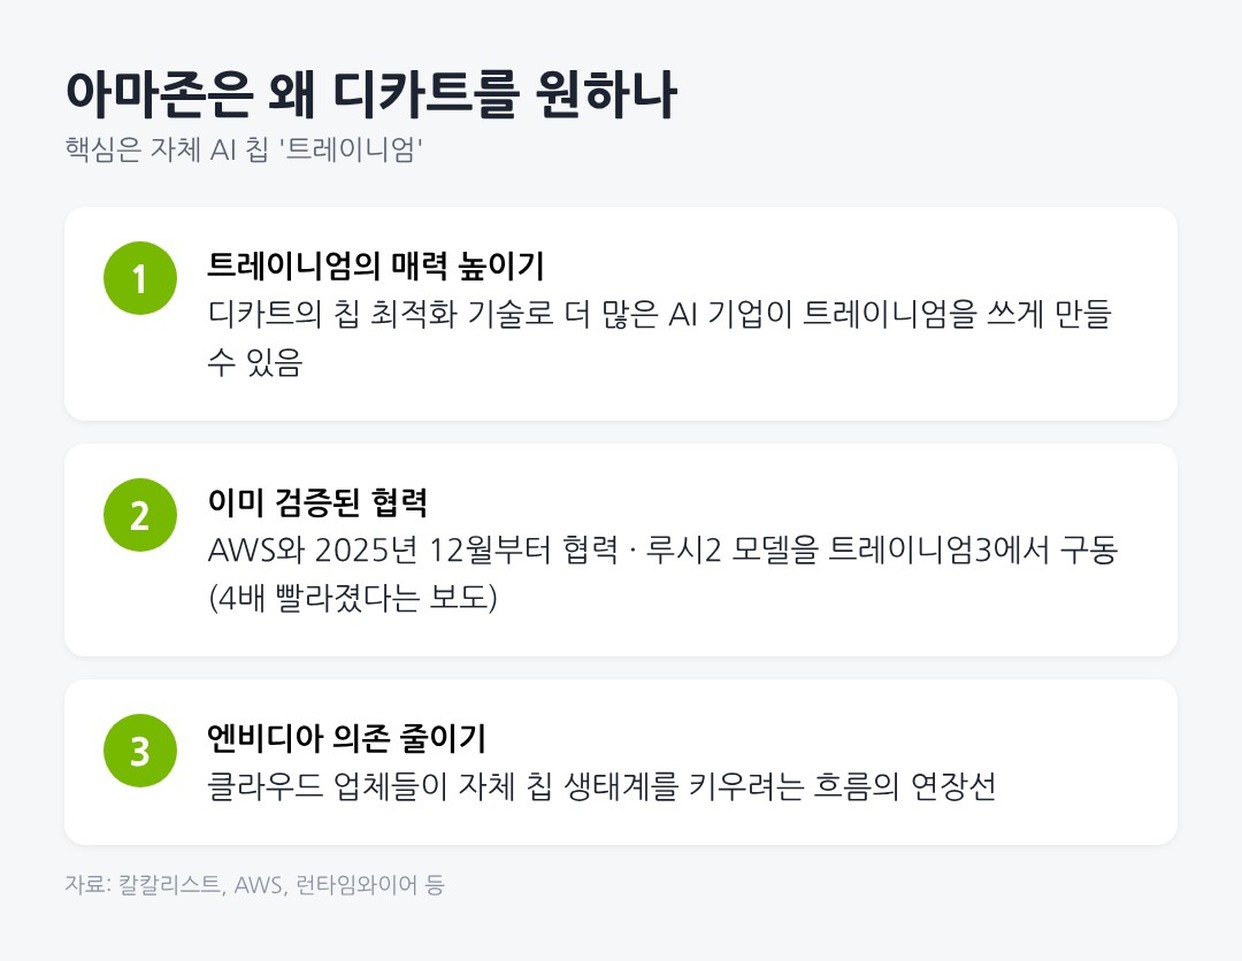 아마존은 왜 디카트를 원하나
핵심은 자체 AI 칩 '트레이니엄'
1
트레이니엄의 매력 높이기
디카트의 칩 최적화 기술로 더 많은 AI 기업이 트레이니엄을 쓰게 만들
수 있음
2
이미 검증된 협력
AWS와 2025년 12월부터 협력 · 루시2 모델을 트레이니엄3에서 구동
(4배 빨라졌다는 보도)
3
엔비디아 의존 줄이기
클라우드 업체들이 자체 칩 생태계를 키우려는 흐름의 연장선
자료: 칼칼리스트, AWS, 런타임와이어 등